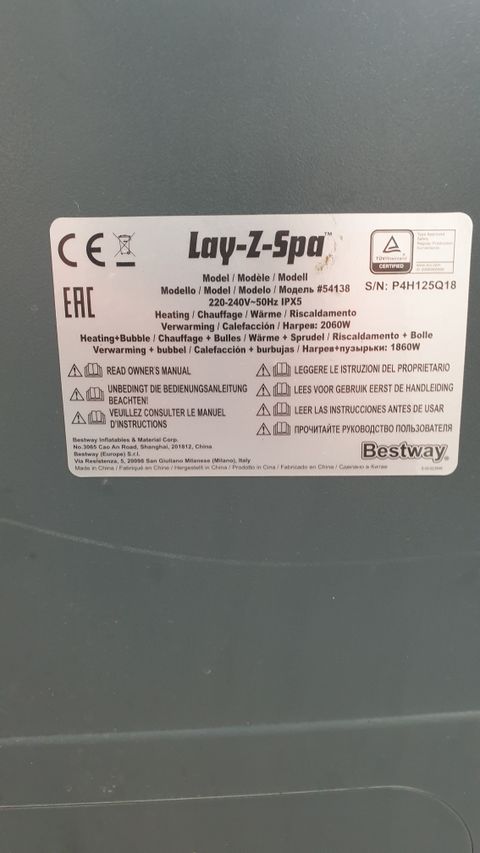 CE
EAC
Lay-Z-Spa™
Model / Modèle / Modell
Modello / Model / Modelo / Модель #54138
220-240V~50Hz IPX5
Heating / Chauffage / Wärme / Riscaldamento
Verwarming / Calefacción / Нагрев: 2060W
Heating+Bubble / Chauffage + Bulles / Wärme + Sprudel / Riscaldamento + Bolle
Verwarming + bubbel / Calefacción + burbujas / Нагрев+пузырьки: 1860W
CERTIFIED
S/N: P4H125Q18
READ OWNER'S MANUAL
UNBEDINGT DIE BEDIENUNGSANLEITUNG
BEACHTEN!
VEUILLEZ CONSULTER LE MANUEL
D'INSTRUCTIONS
LEGGERE LE ISTRUZIONI DEL PROPRIETARIO
LEES VOOR GEBRUIK EERST DE HANDLEIDING
LEER LAS INSTRUCCIONES ANTES DE USAR
ПРОЧИТАЙТЕ РУКОВОДСТВО ПОЛЬЗОВАТЕЛЯ
Bestway Inflatables & Material Corp.
No.3065 Cao An Road, Shanghai, 201812, China
Bestway (Europe) S.r.l.
Via Resistenza, 5, 20098 San Giuliano Milanese (Milano), Italy
Made in China / Fabriqué en Chine / Hergestellt in China / Prodotto in Cina / Fabricado en China / Сделано в Китае
Bestway®